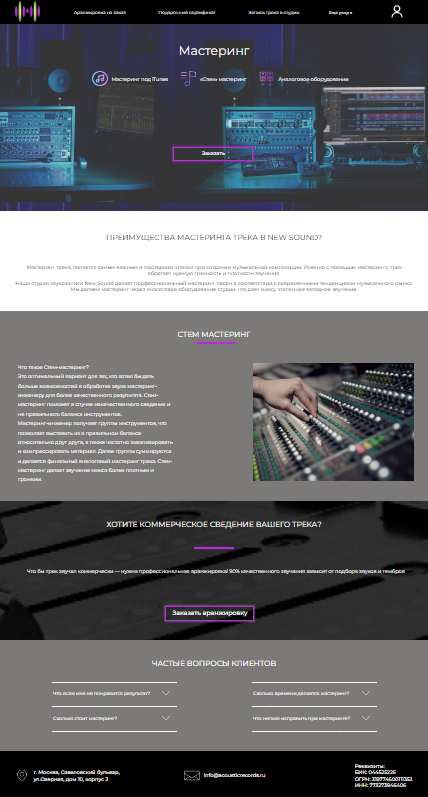 Аранжировка на заказ
Подарочный сертификат
Запись трека в студии
Еще услуги
Мастеринг
Мастеринг под iTunes
«Стем» мастеринг
Аналоговое оборудование
Заказать
ПРЕИМУЩЕСТВА МАСТЕРИНГА ТРЕКА В NEW SOUND?
Мастеринг трека, является самым важным и последним этапом при создании музыкальной композиции. Именно с помощью мастеринга, трек
обретает нужную громкость и плотность звучания.
Наша студия звукозаписи New Sound делает профессиональный мастеринг песен в соответствии с современными тенденциями музыкального рынка.
Мы делаем мастеринг через аналоговое оборудование студии, что дает миксу эталонное западное звучание.
СТЕМ МАСТЕРИНГ
Что такое Стем-мастеринг?
Это оптимальный вариант для тех, кто хотел бы дать
больше возможностей в обработке звука мастеринг-
инженеру для более качественного результата. Стем-
мастеринг поможет в случае некачественного сведения и
не правильного баланса инструментов.
Мастеринг-инженер получает группы инструментов, что
позволяет выставить их в правильном балансе
относительно друг друга, а также частотно эквализировать
и компрессировать материал. Далее группы суммируются
и делается финальный аналоговый мастеринг трека. Стем-
мастеринг делает звучание микса более плотным и
громким.
ХОТИТЕ КОММЕРЧЕСКОЕ СВЕДЕНИЕ ВАШЕГО ТРЕКА?
Что бы трек звучал коммерчески — нужна профессиональная аранжировка! 90% качественного звучания зависит от подбора звуков и тембров
Заказать аранжировку
ЧАСТЫЕ ВОПРОСЫ КЛИЕНТОВ
Что если мне не понравится результат?
Сколько времени делается мастеринг?
Сколько стоит мастеринг?
Что нельзя исправить при мастеринге?
г. Москва, Савеловский бульвар,
ул.Озерная, дом 10, корпус 2
info@acousticrecords.ru
Реквизиты:
БИК: 044525225
ОГРН: 319774600111352
ИНН: 773273946406